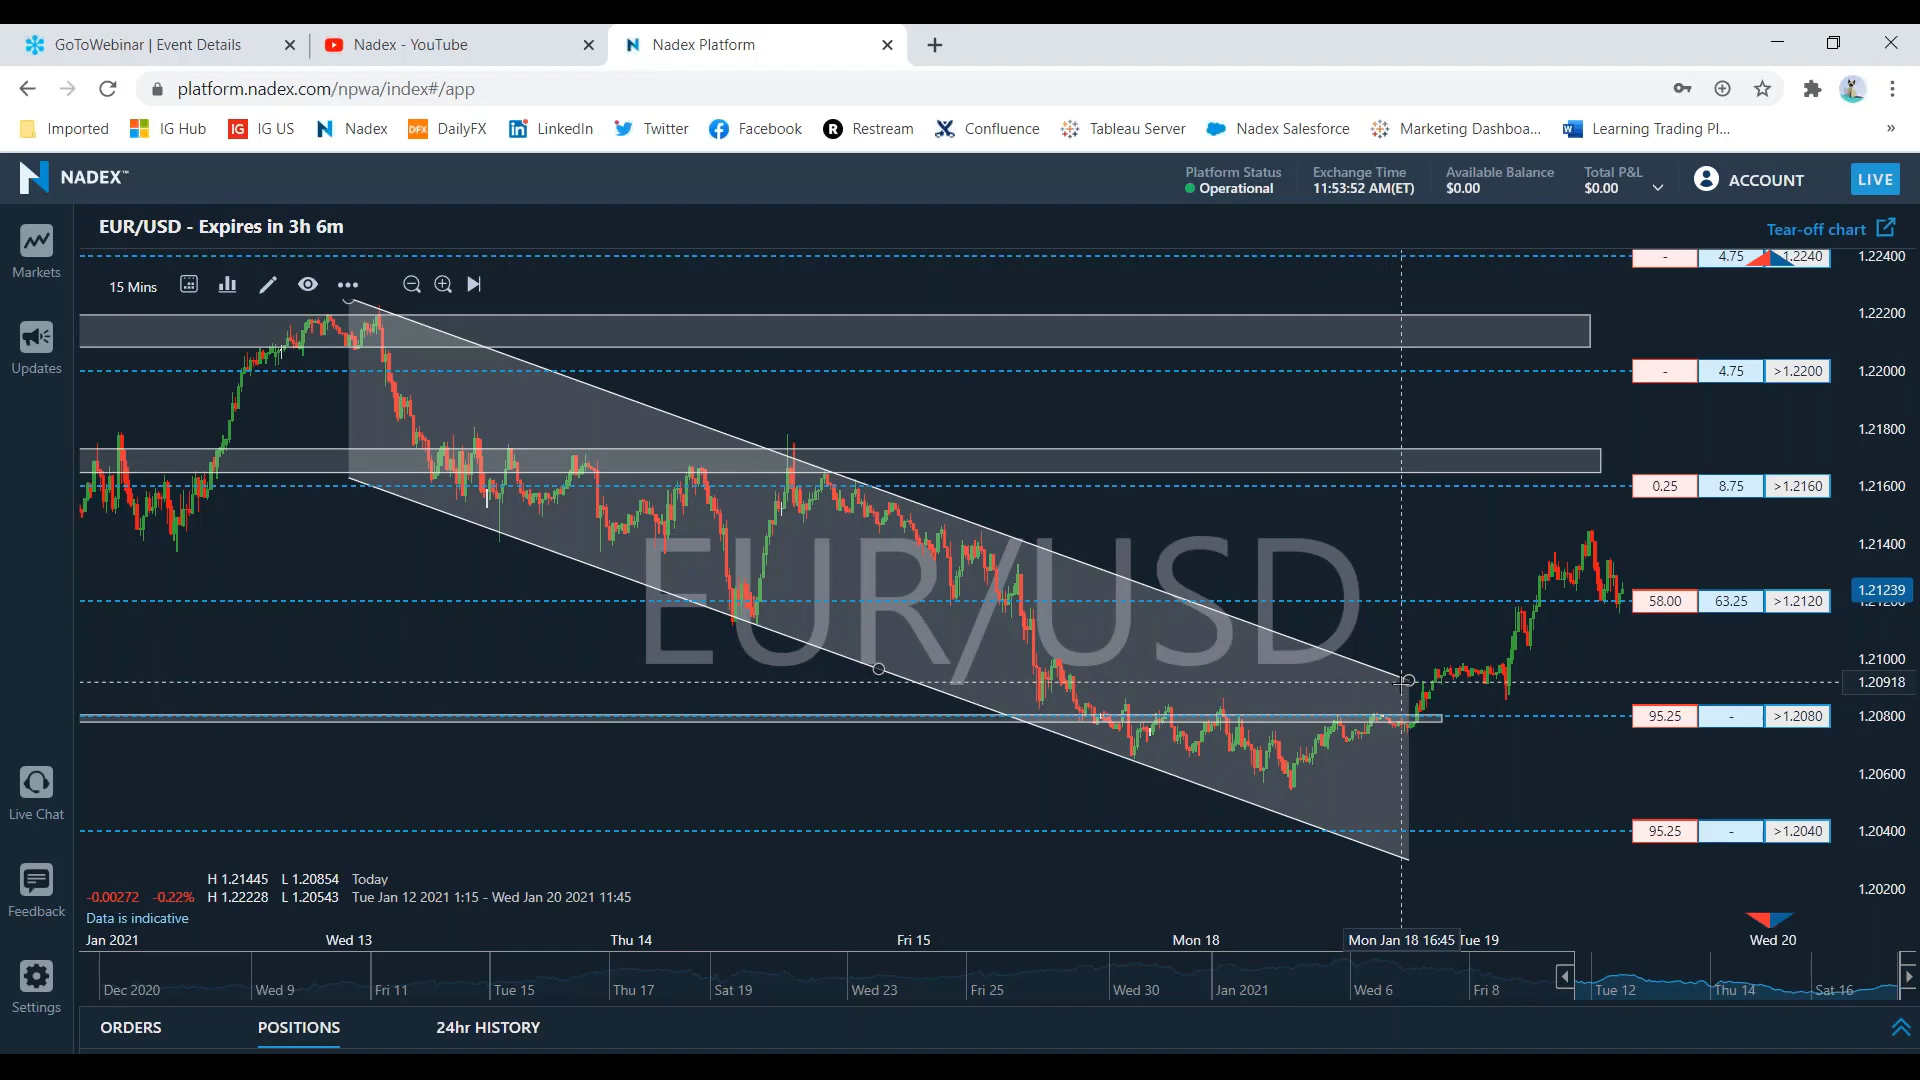 GoToWebinar | Event Details
Nadex - YouTube
Nadex Platform
platform.nadex.com/npwa/index#/app
Imported
IG Hub
IG
IG US
Nadex
DFX
DailyFX
LinkedIn
Twitter
Facebook
R
Restream
Confluence
Tableau Server
Nadex Salesforce
Marketing Dashboa...
Learning Trading Pl...
»
NADEX™
Platform Status
Operational
Exchange Time
11:53:52 AM(ET)
Available Balance
$0.00
Total P&L
$0.00
ACCOUNT
LIVE
Markets
Updates
Live Chat
Feedback
Settings
EUR/USD - Expires in 3h 6m
Tear-off chart
15 Mins
EUR/USD
- 4.75 1.2240
- 4.75 >1.2200
0.25 8.75 >1.2160
58.00 63.25 >1.2120
95.25 - >1.2080
95.25 - >1.2040
1.22400
1.22200
1.22000
1.21800
1.21600
1.21400
1.21239
1.21000
1.20918
1.20800
1.20600
1.20400
1.20200
H 1.21445 L 1.20854 Today
-0.00272 -0.22% H 1.22228 L 1.20543 Tue Jan 12 2021 1:15 - Wed Jan 20 2021 11:45
Data is indicative
Jan 2021 Wed 13 Thu 14 Fri 15 Mon 18 Mon Jan 18 16:45 Tue 19 Wed 20
Dec 2020 Wed 9 Fri 11 Tue 15 Thu 17 Sat 19 Wed 23 Fri 25 Wed 30 Jan 2021 Wed 6 Fri 8 Tue 12 Thu 14 Sat 16
ORDERS
POSITIONS
24hr HISTORY